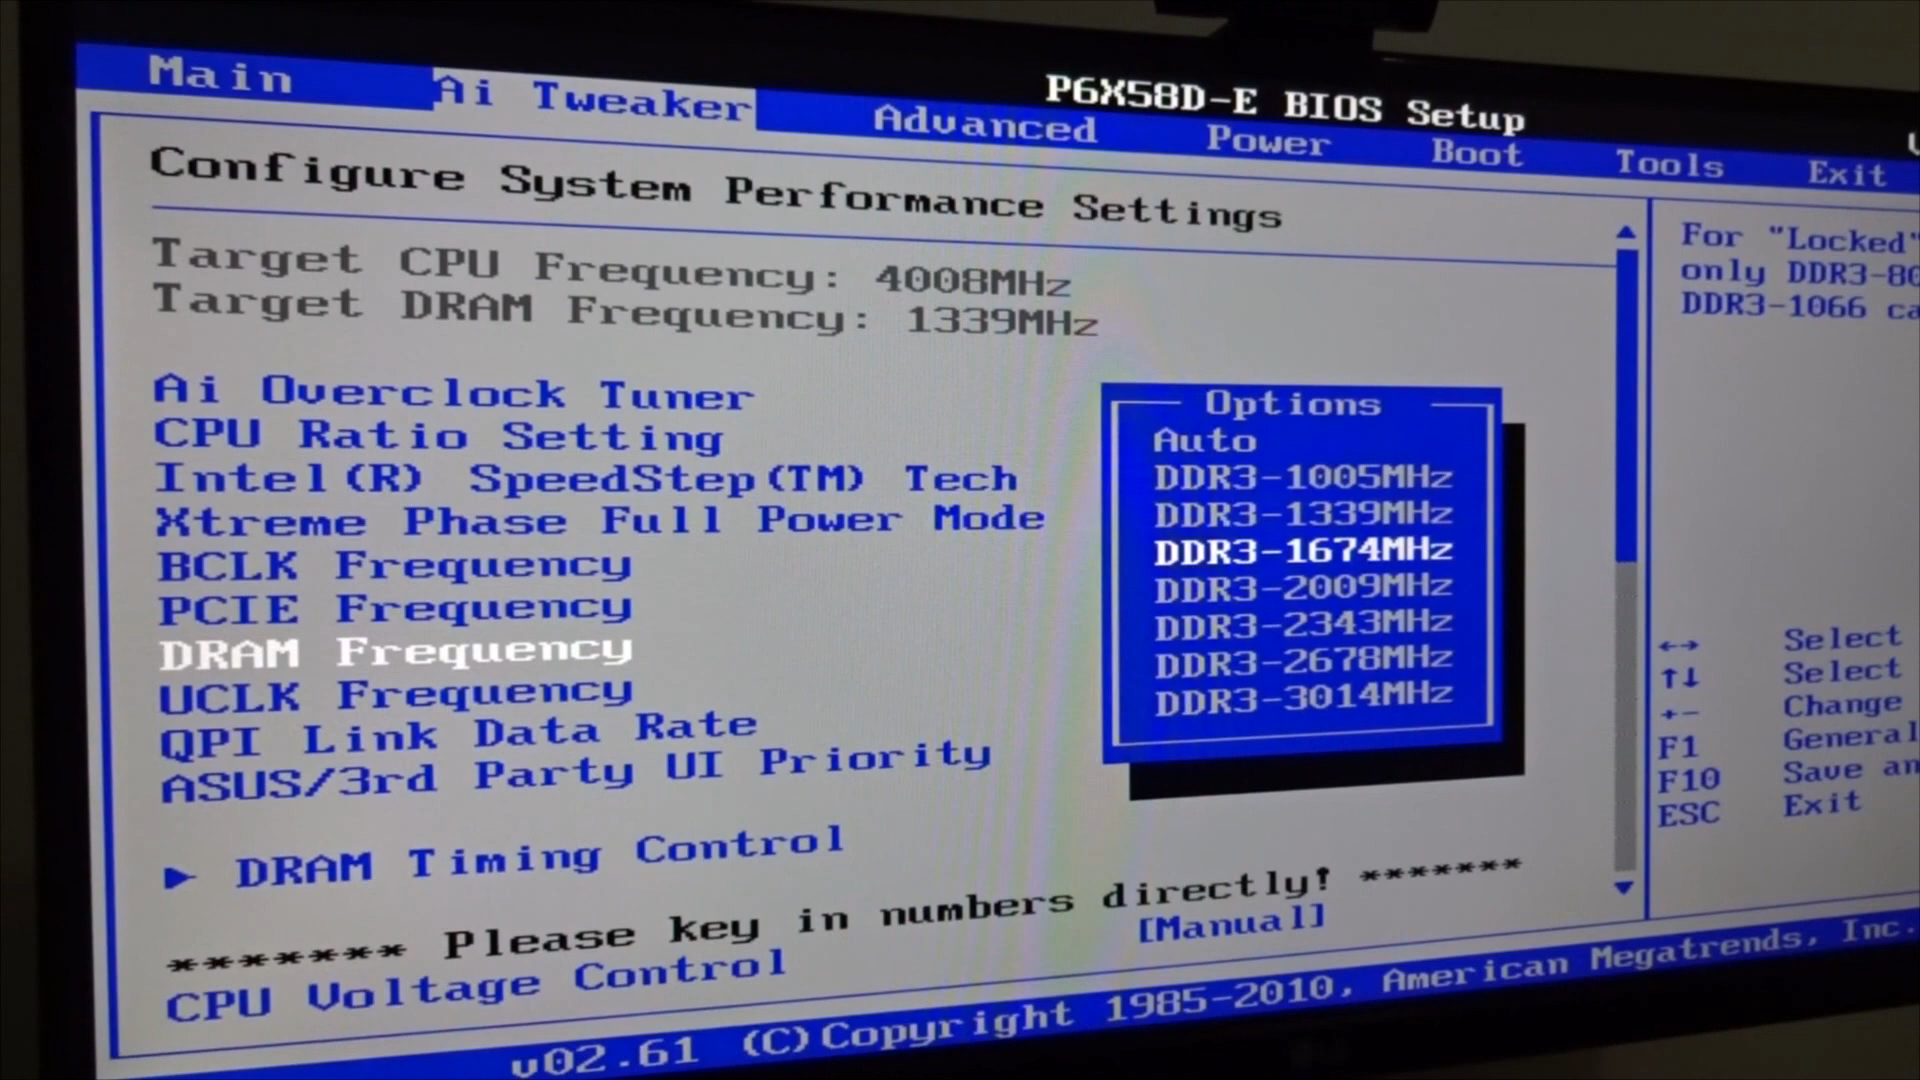 P6X58D-E BIOS Setup
Main Ai Tweaker Advanced Power Boot Tools Exit
Configure System Performance Settings
Target CPU Frequency: 4008MHz
Target DRAM Frequency: 1339MHz
Ai Overclock Tuner
CPU Ratio Setting
Intel(R) SpeedStep(TM) Tech
Xtreme Phase Full Power Mode
BCLK Frequency
PCIE Frequency
DRAM Frequency
UCLK Frequency
QPI Link Data Rate
ASUS/3rd Party UI Priority
DRAM Timing Control
******* Please key in numbers directly! *******
CPU Voltage Control [Manual]
Options
Auto
DDR3-1005MHz
DDR3-1339MHz
DDR3-1674MHz
DDR3-2009MHz
DDR3-2343MHz
DDR3-2678MHz
DDR3-3014MHz
For "Locked"
only DDR3-80
DDR3-1066 ca
←→ Select
↑↓ Select
+- Change
F1 General
F10 Save an
ESC Exit
v02.61 (C)Copyright 1985-2010, American Megatrends, Inc.